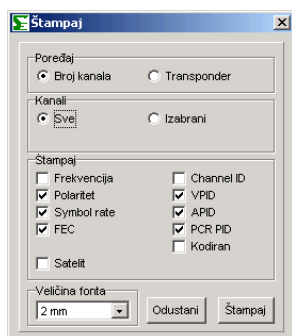 Štampaj
Poređaj
Broj kanala Transponder
Kanali
Sve Izabrani
Štampaj
Frekvencija Channel ID
Polaritet VPID
Symbol rate APID
FEC PCR PID
Kodiran
Satelit
Veličina fonta
2 mm Odustani Štampaj